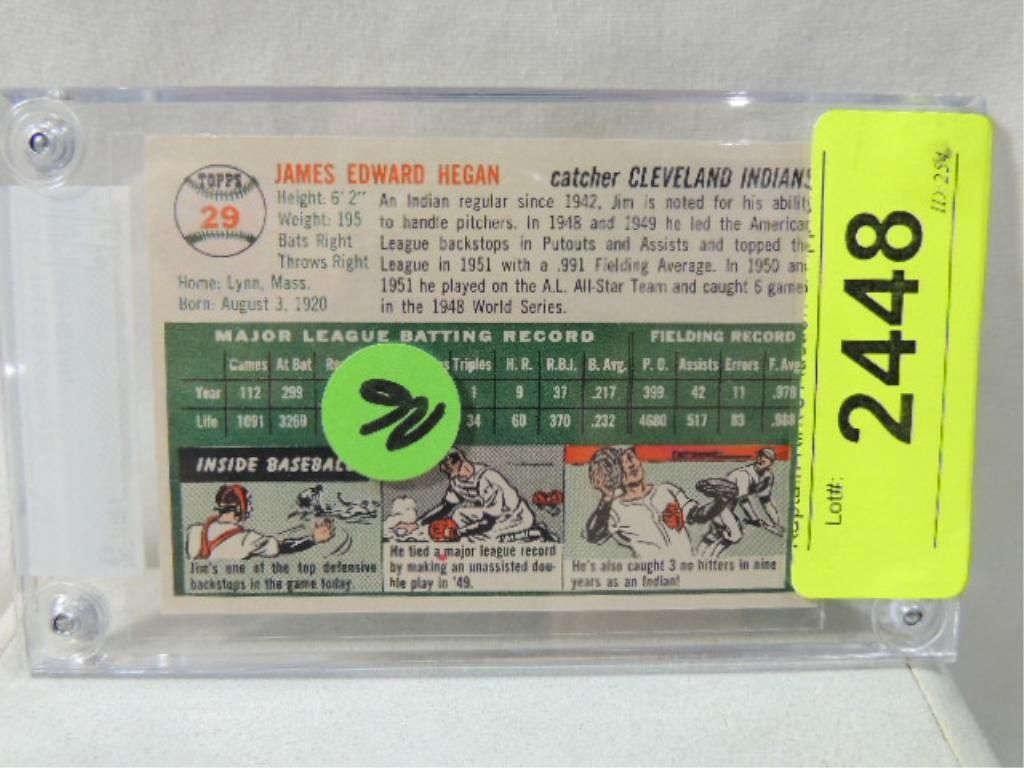 TOPPS
29
JAMES EDWARD HEGAN
catcher CLEVELAND INDIANS
Height: 6' 2"
Weight: 195
Bats Right
Throws Right
Home: Lynn, Mass.
Born: August 3, 1920
An Indian regular since 1942, Jim is noted for his ability
to handle pitchers. In 1948 and 1949 he led the American
League backstops in Putouts and Assists and topped the
League in 1951 with a .991 Fielding Average. In 1950 and
1951 he played on the A.L. All-Star Team and caught 6 games
in the 1948 World Series.
MAJOR LEAGUE BATTING RECORD FIELDING RECORD
Games At Bat Triples H.R. R.B.I. B. Avg. P.O. Assists Errors F. Avg
Year 112 299 1 9 37 .217 399 42 11 .976
Life 1091 3269 34 60 370 .232 4680 517 83 .988
INSIDE BASEBALL
Jim's one of the top defensive
backstops in the game today.
He tied a major league record
by making an unassisted dou-
ble play in '49.
He's also caught 3 no hitters in nine
years as an Indian!
Lot#:
2448